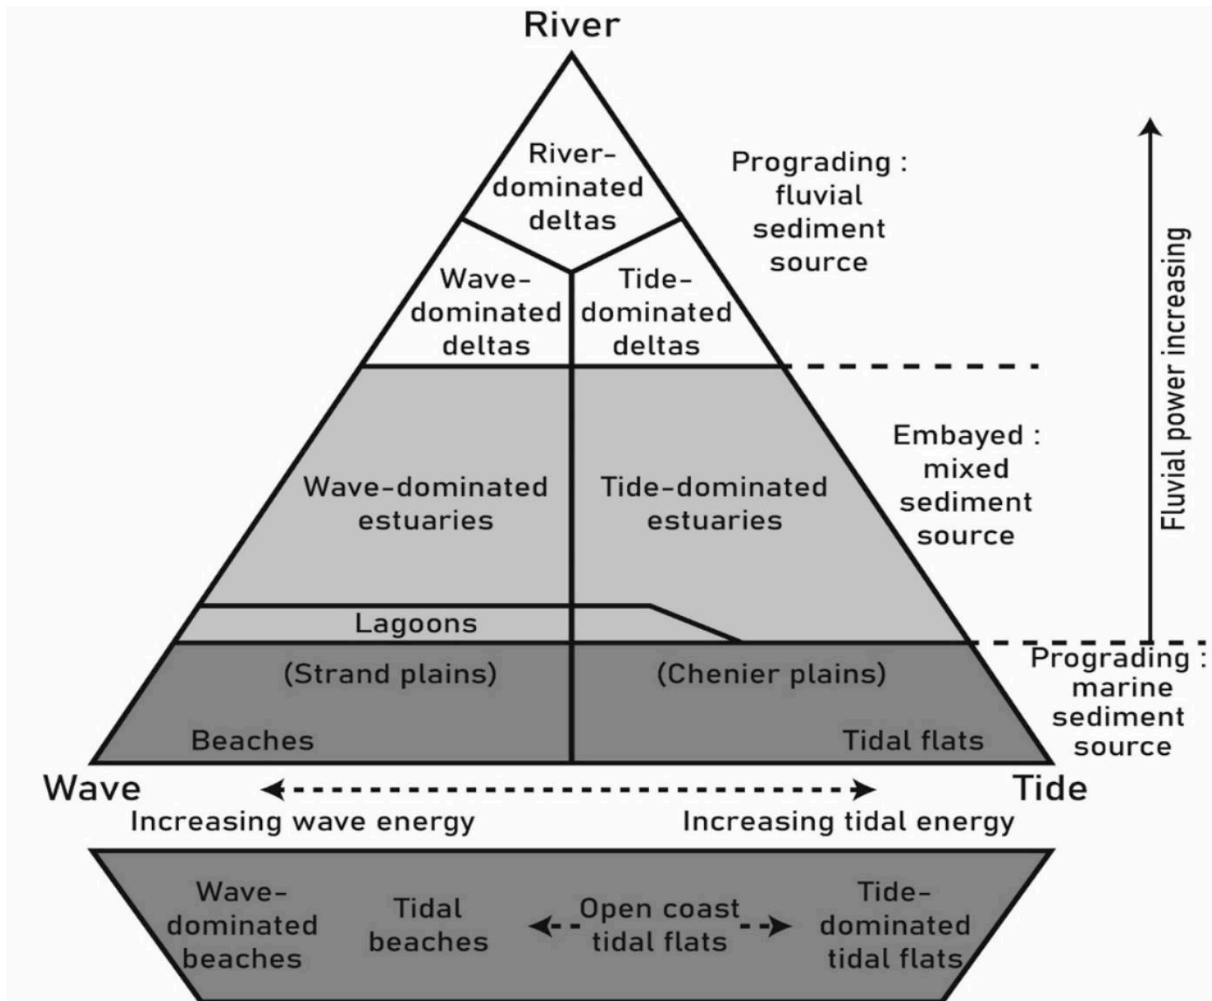 River
River-
dominated
deltas
Prograding :
fluvial
sediment
source
Wave-
dominated
deltas
Tide-
dominated
deltas
Fluvial power increasing
Embayed :
mixed
sediment
source
Wave-dominated
estuaries
Tide-dominated
estuaries
Lagoons
(Strand plains)
(Chenier plains)
Prograding :
marine
sediment
source
Beaches
Tidal flats
Wave
Tide
Increasing wave energy
Increasing tidal energy
Wave-
dominated
beaches
Tidal
beaches
Open coast
tidal flats
Tide-
dominated
tidal flats